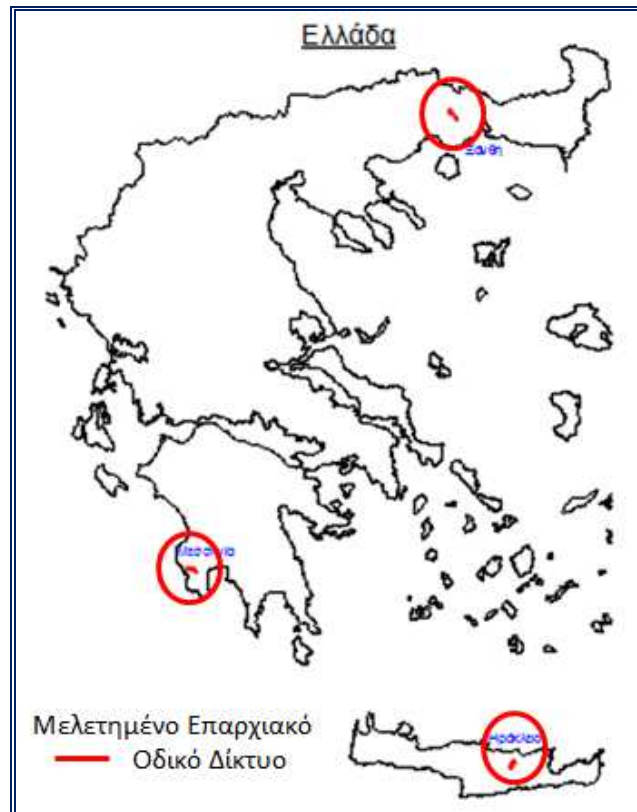 Ελλάδα
Ξάνθη
Μεσσηνία
Ηράκλειο
Μελετημένο Επαρχιακό
Οδικό Δίκτυο